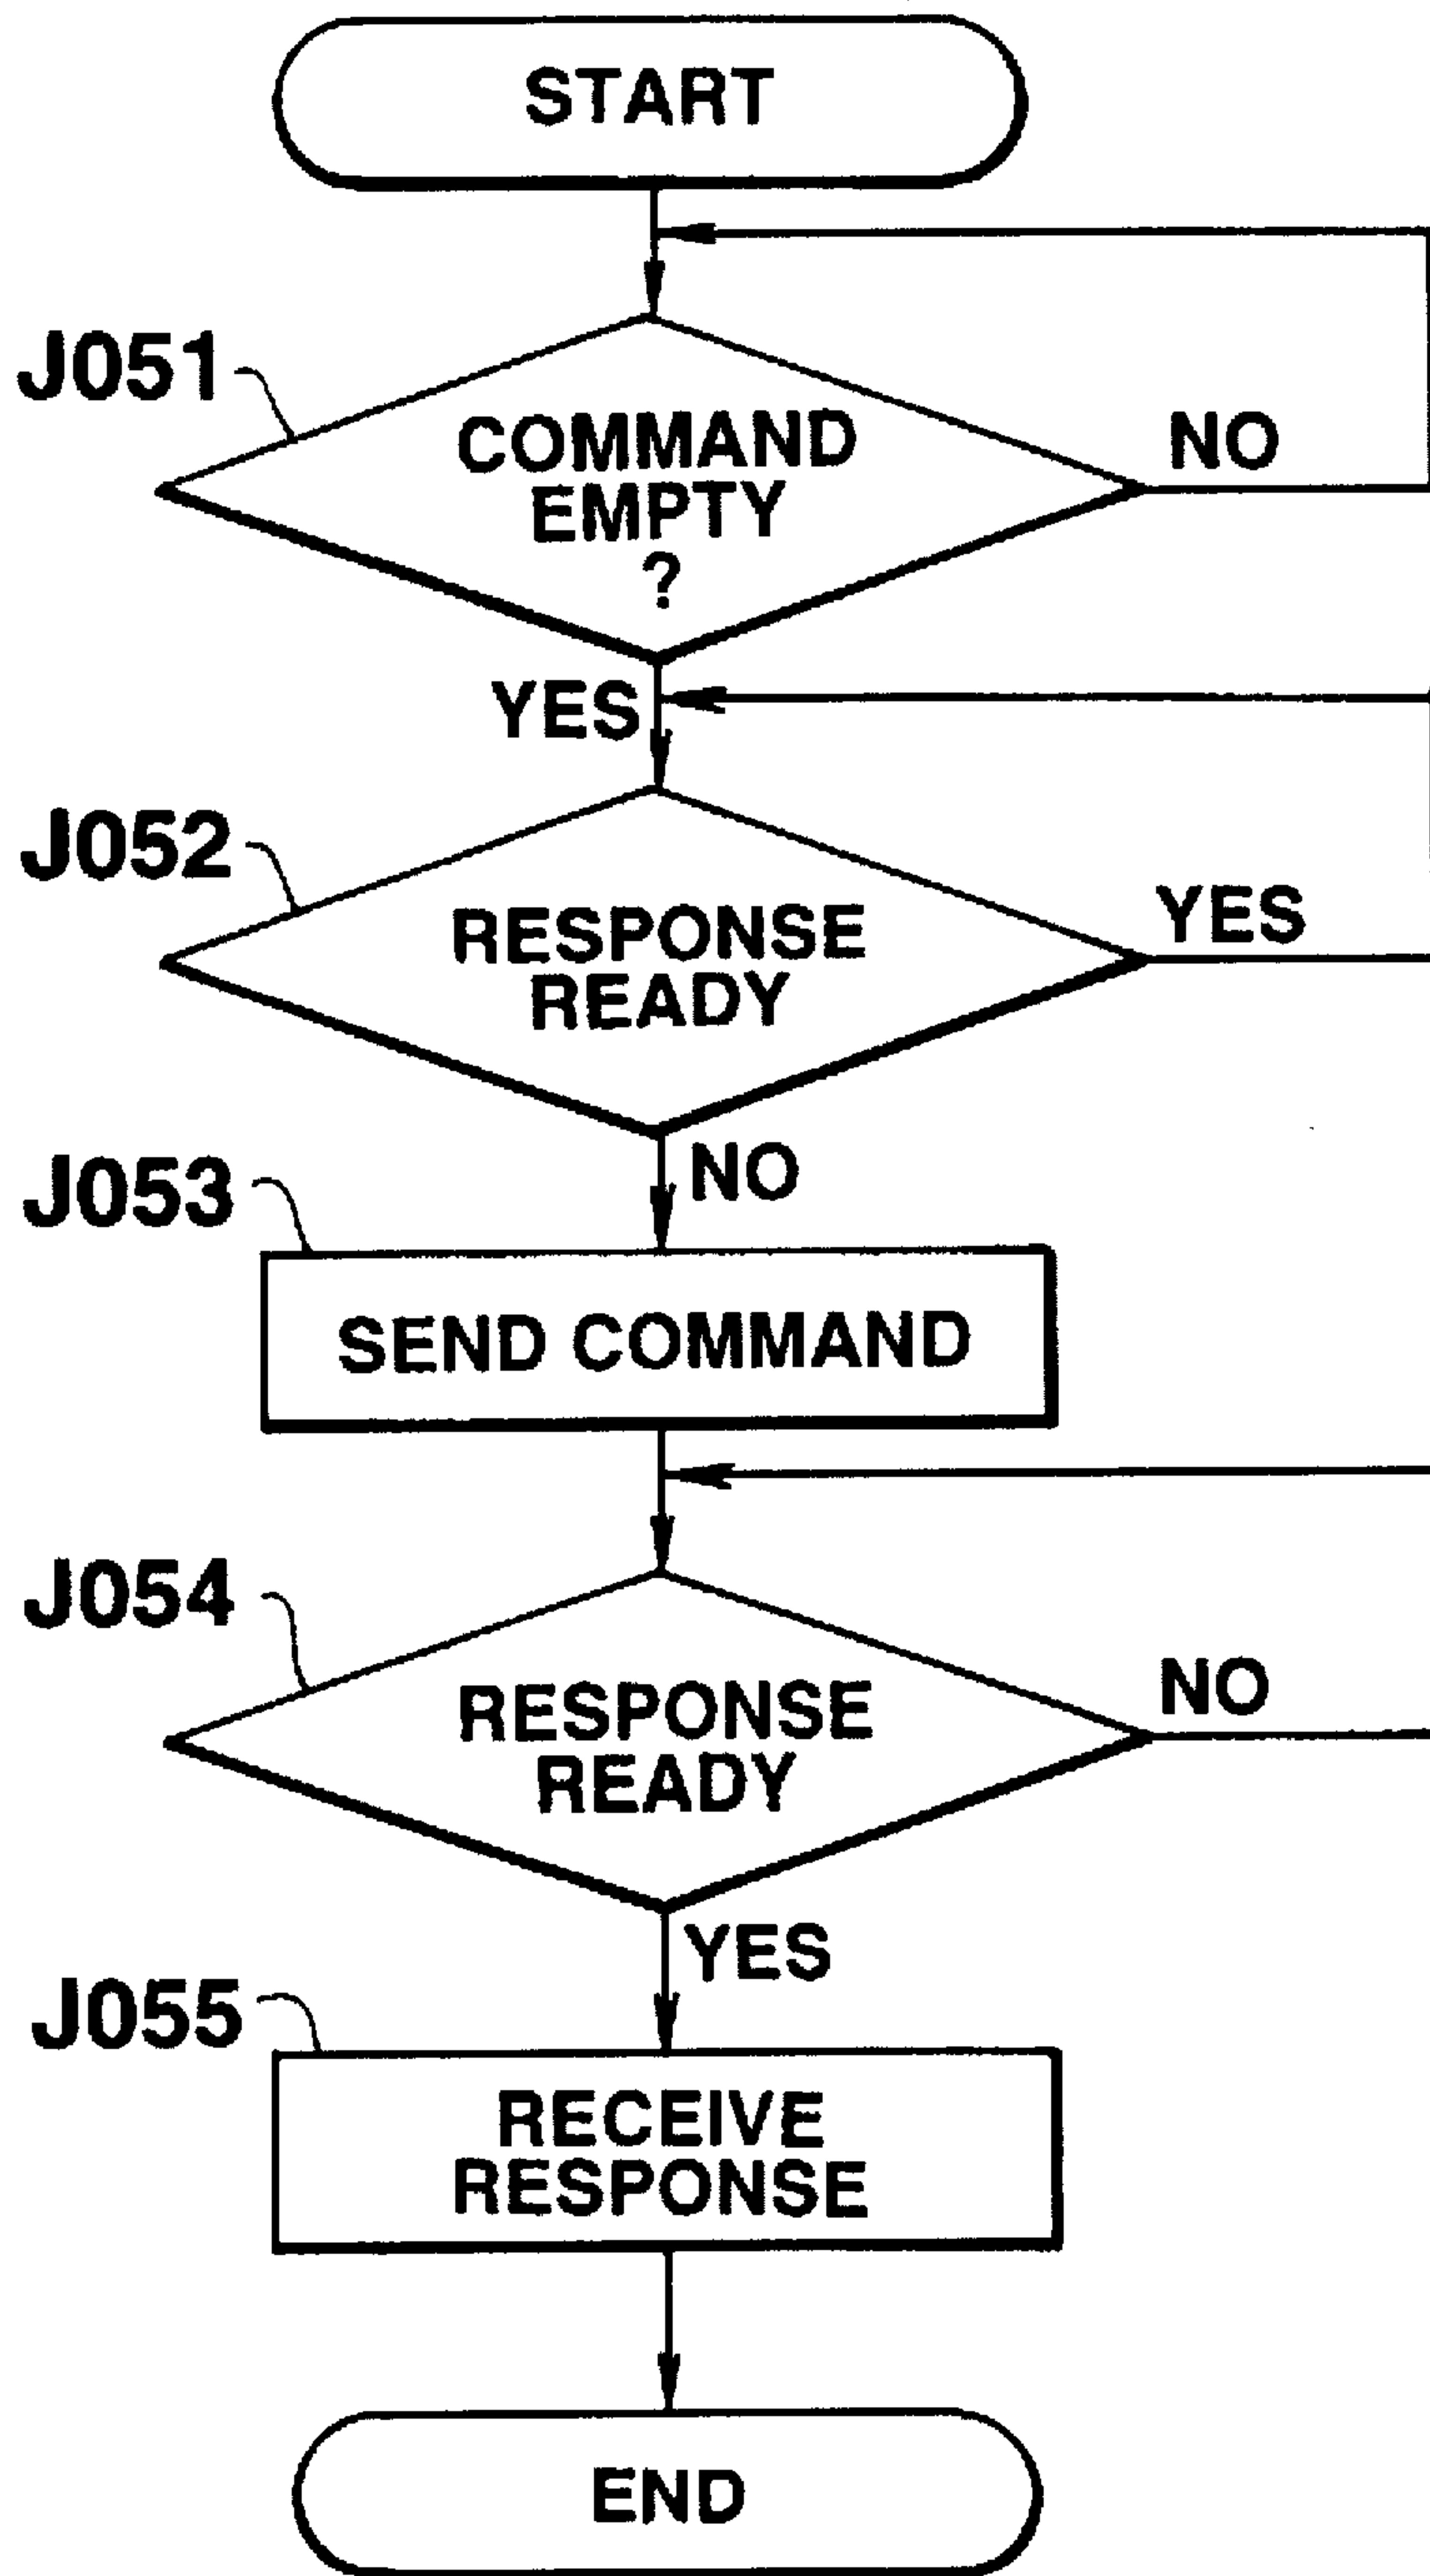 START
J051
COMMAND
EMPTY
?
NO
YES
J052
RESPONSE
READY
YES
NO
J053
SEND COMMAND
J054
RESPONSE
READY
NO
YES
J055
RECEIVE
RESPONSE
END